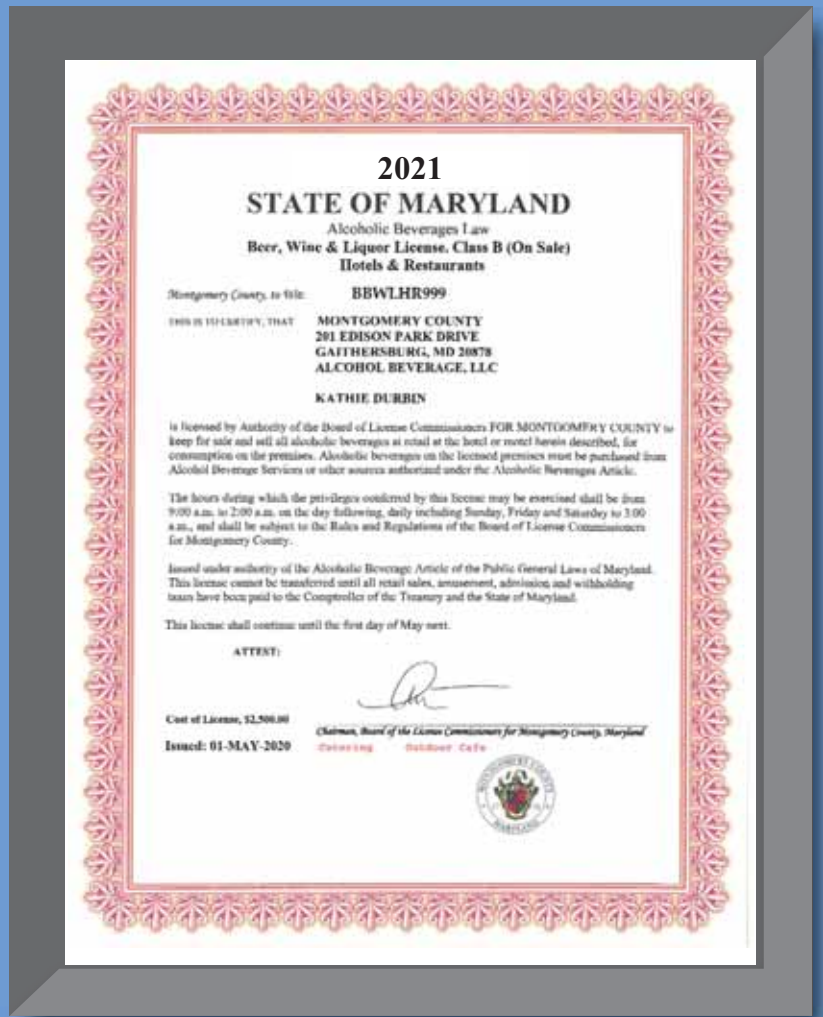 2021
STATE OF MARYLAND
Alcoholic Beverages Law
Beer, Wine & Liquor License. Class B (On Sale)
Hotels & Restaurants
Montgomery County, to Wit: BBWLHR999
THIS IS TO CERTIFY, THAT MONTGOMERY COUNTY
201 EDISON PARK DRIVE
GAITHERSBURG, MD 20878
ALCOHOL BEVERAGE, LLC
KATHIE DURBIN
is licensed by Authority of the Board of License Commissioners FOR MONTGOMERY COUNTY to
keep for sale and sell all alcoholic beverages at retail at the hotel or motel herein described, for
consumption on the premises. Alcoholic beverages on the licensed premises must be purchased from
Alcohol Beverage Services or other sources authorized under the Alcoholic Beverages Article.
The hours during which the privileges conferred by this license may be exercised shall be from
9:00 a.m. to 2:00 a.m. on the day following, daily including Sunday, Friday and Saturday to 3:00
a.m., and shall be subject to the Rules and Regulations of the Board of License Commissioners
for Montgomery County.
Issued under authority of the Alcoholic Beverage Article of the Public General Laws of Maryland.
This license cannot be transferred until all retail sales, amusement, admission and withholding
taxes have been paid to the Comptroller of the Treasury and the State of Maryland.
This license shall continue until the first day of May next.
ATTEST:
Cost of License, $2,500.00
Chairman, Board of the License Commissioners for Montgomery County, Maryland
Issued: 01-MAY-2020 Catering Outdoor Cafe
MONTGOMERY COUNTY
MARYLAND